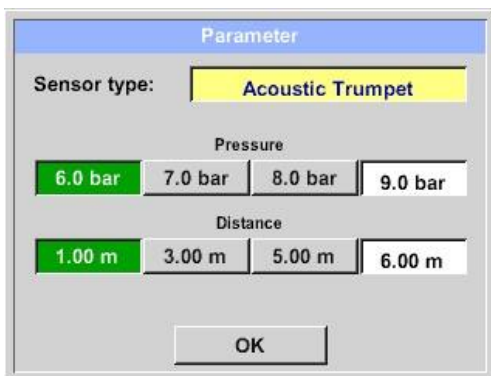 Parameter
Sensor type: Acoustic Trumpet
Pressure
6.0 bar 7.0 bar 8.0 bar 9.0 bar
Distance
1.00 m 3.00 m 5.00 m 6.00 m
OK